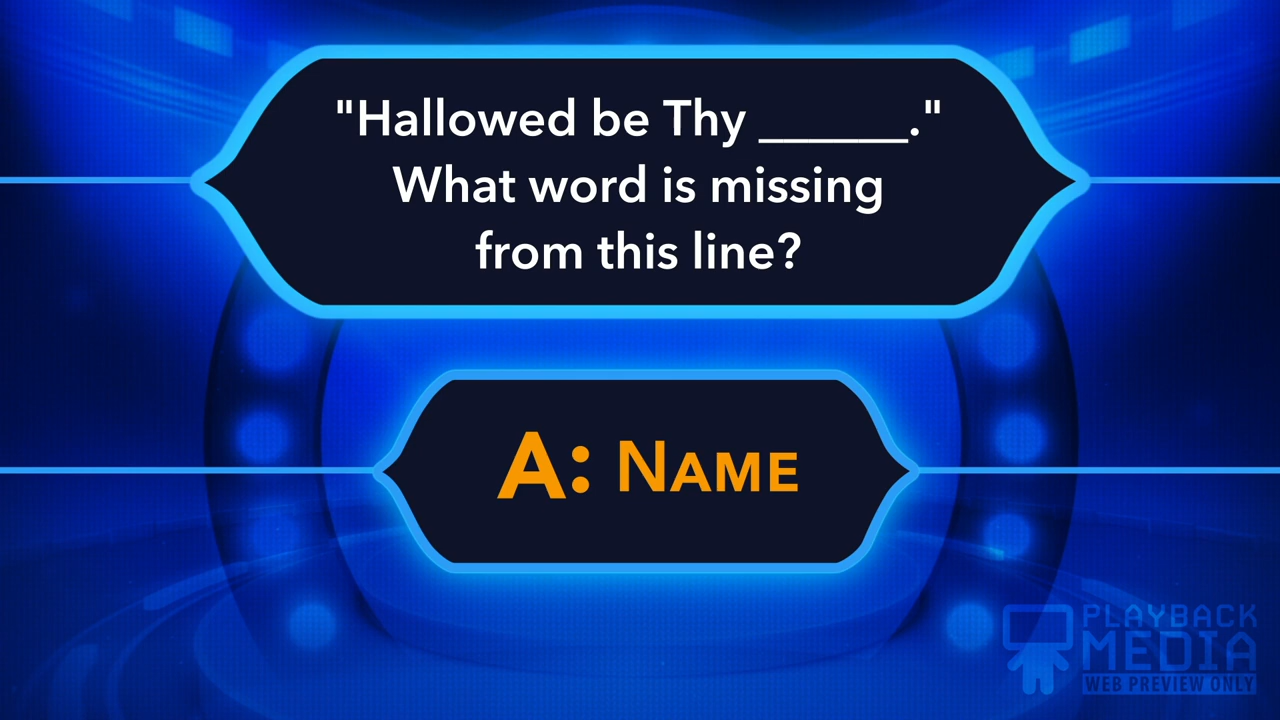 "Hallowed be Thy ______."
What word is missing
from this line?
A: NAME
PLAYBACK
MEDIA
WEB PREVIEW ONLY